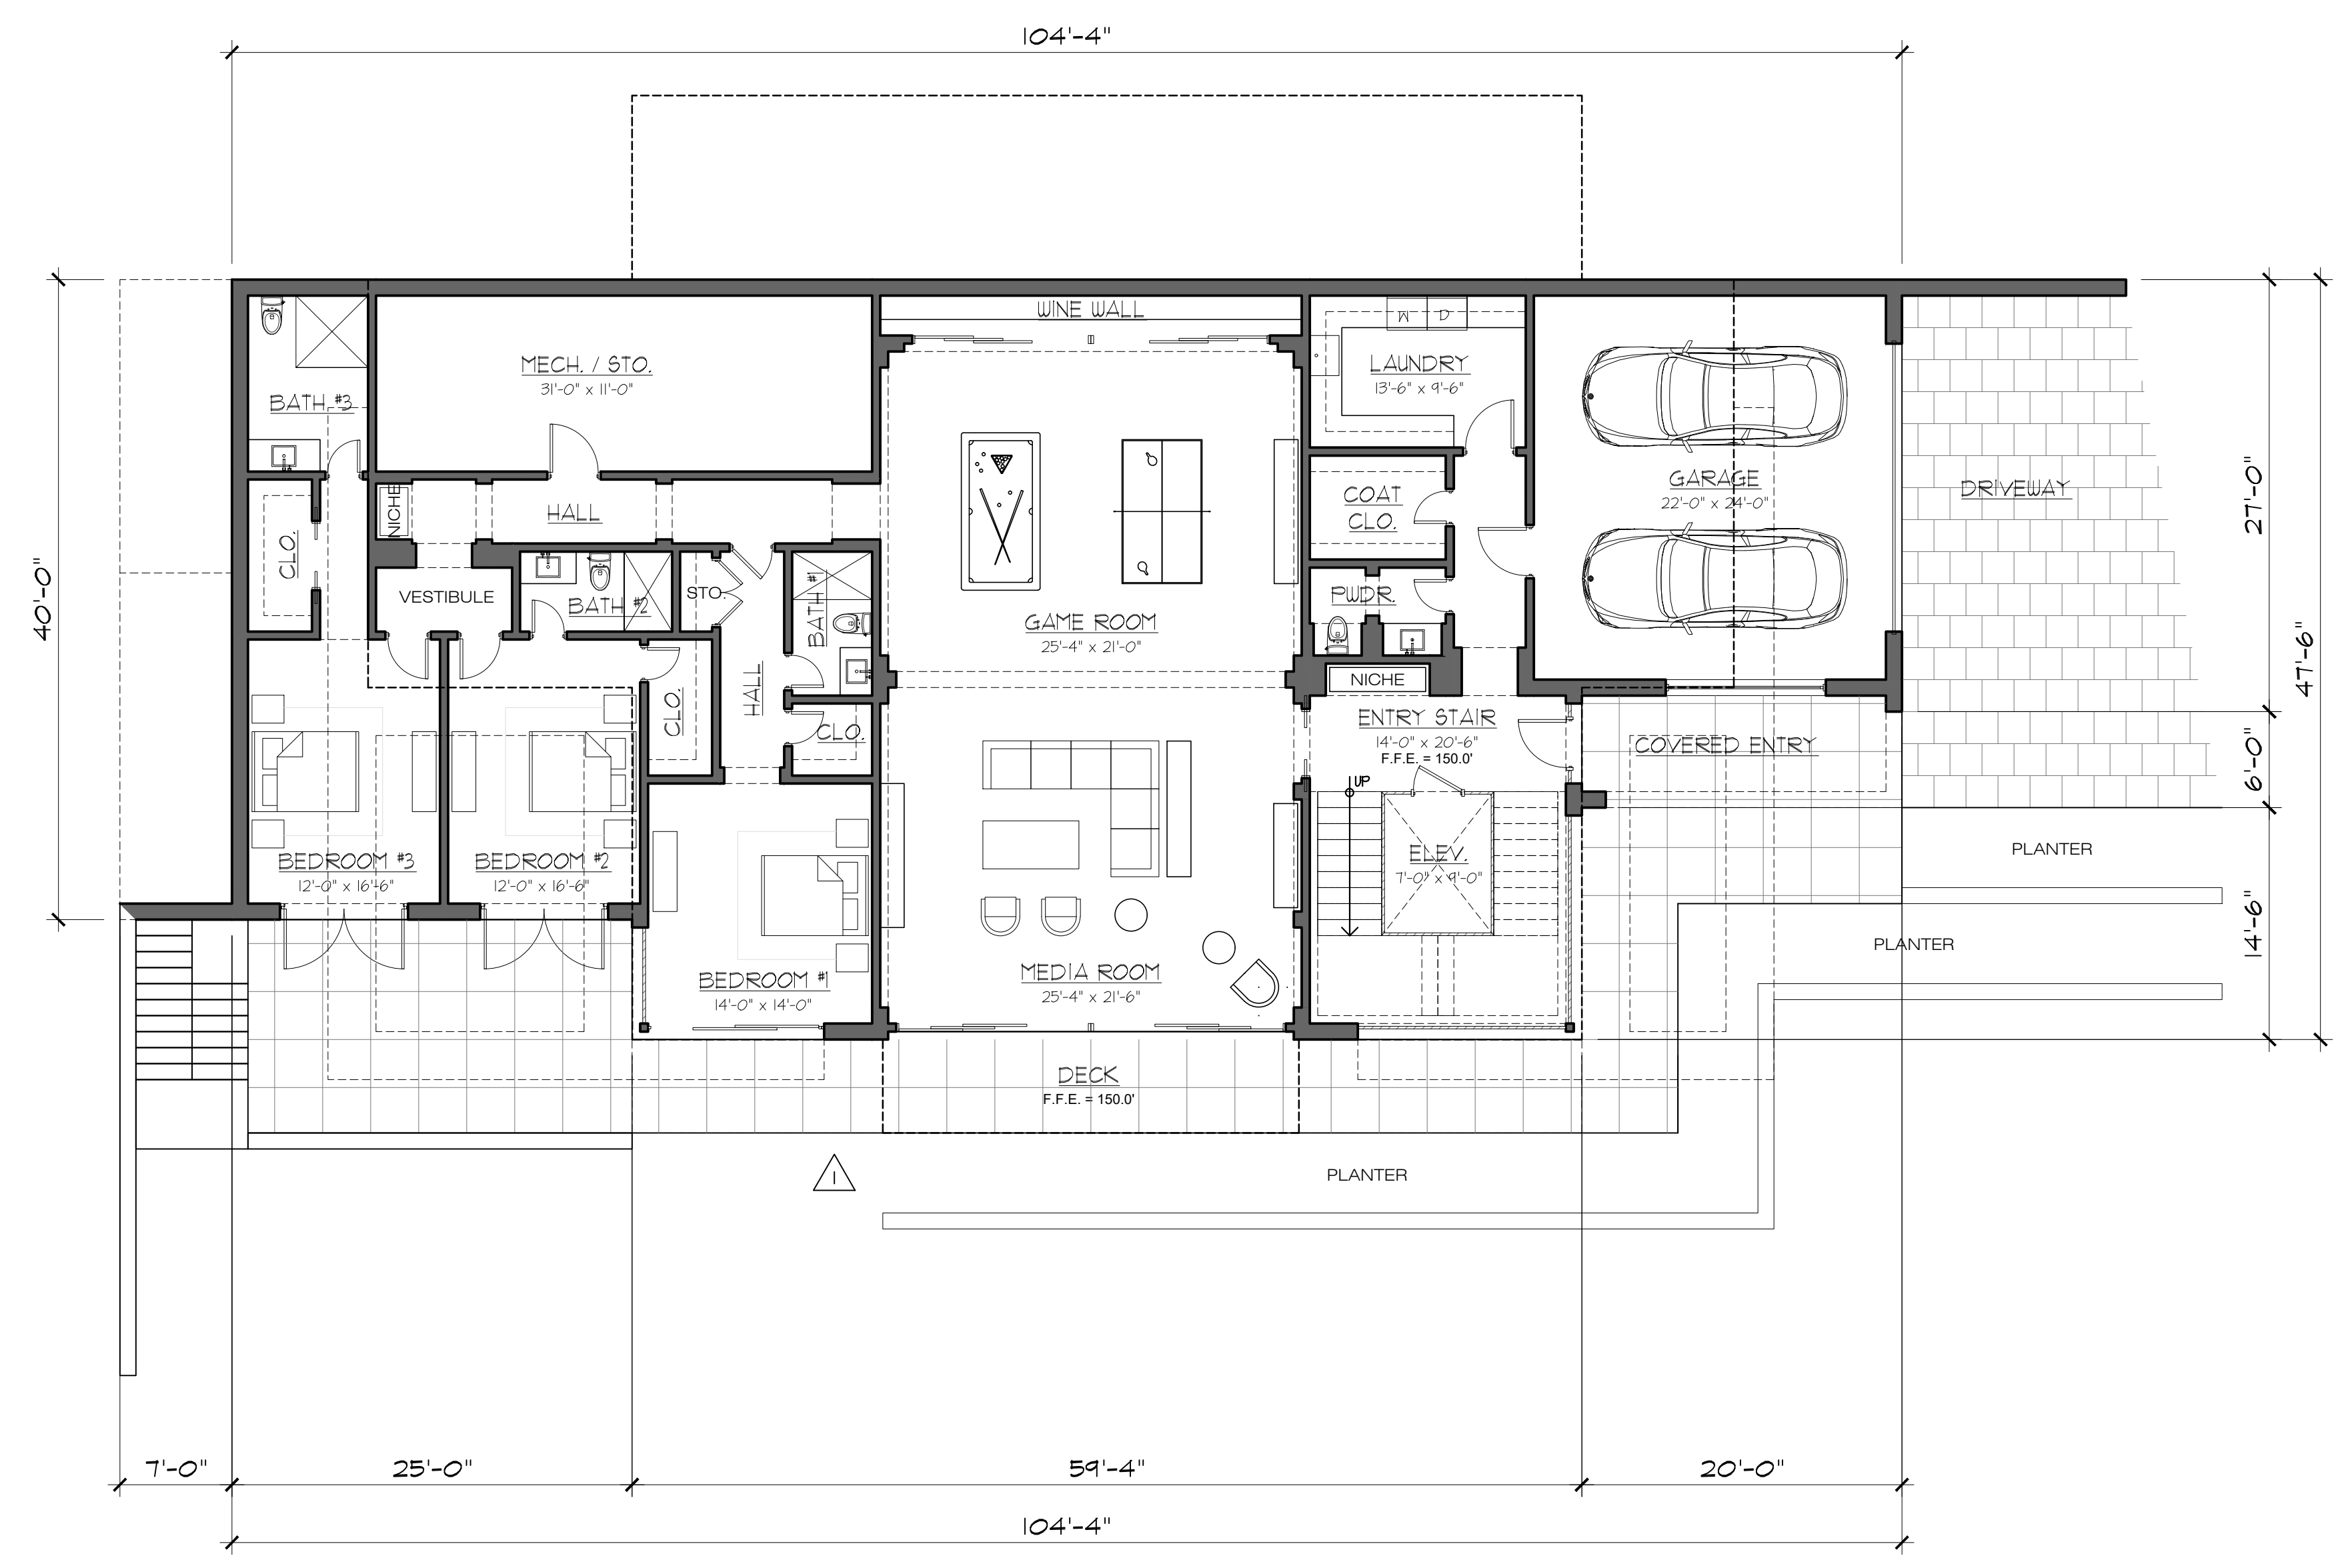 104'-4"
WINE WALL
MECH. / STO.
31'-0" x 11'-0"
LAUNDRY
13'-6" x 9'-6"
W
D
BATH #3
GARAGE
22'-0" x 24'-0"
DRIVEWAY
27'-0"
COAT
CLO.
NICHE
HALL
CLO.
40'-0"
VESTIBULE
BATH #2
STO.
BATH #1
GAME ROOM
25'-4" x 21'-0"
PWDR.
47'-6"
NICHE
HALL
CLO.
CLO.
ENTRY STAIR
14'-0" x 20'-6"
F.F.E. = 150.0'
COVERED ENTRY
6'-0"
UP
ELEV.
7'-0" x 9'-0"
PLANTER
BEDROOM #3
12'-0" x 16'-6"
BEDROOM #2
12'-0" x 16'-6"
14'-6"
PLANTER
BEDROOM #1
14'-0" x 14'-0"
MEDIA ROOM
25'-4" x 21'-6"
DECK
F.F.E. = 150.0'
1
PLANTER
7'-0"
25'-0"
59'-4"
20'-0"
104'-4"